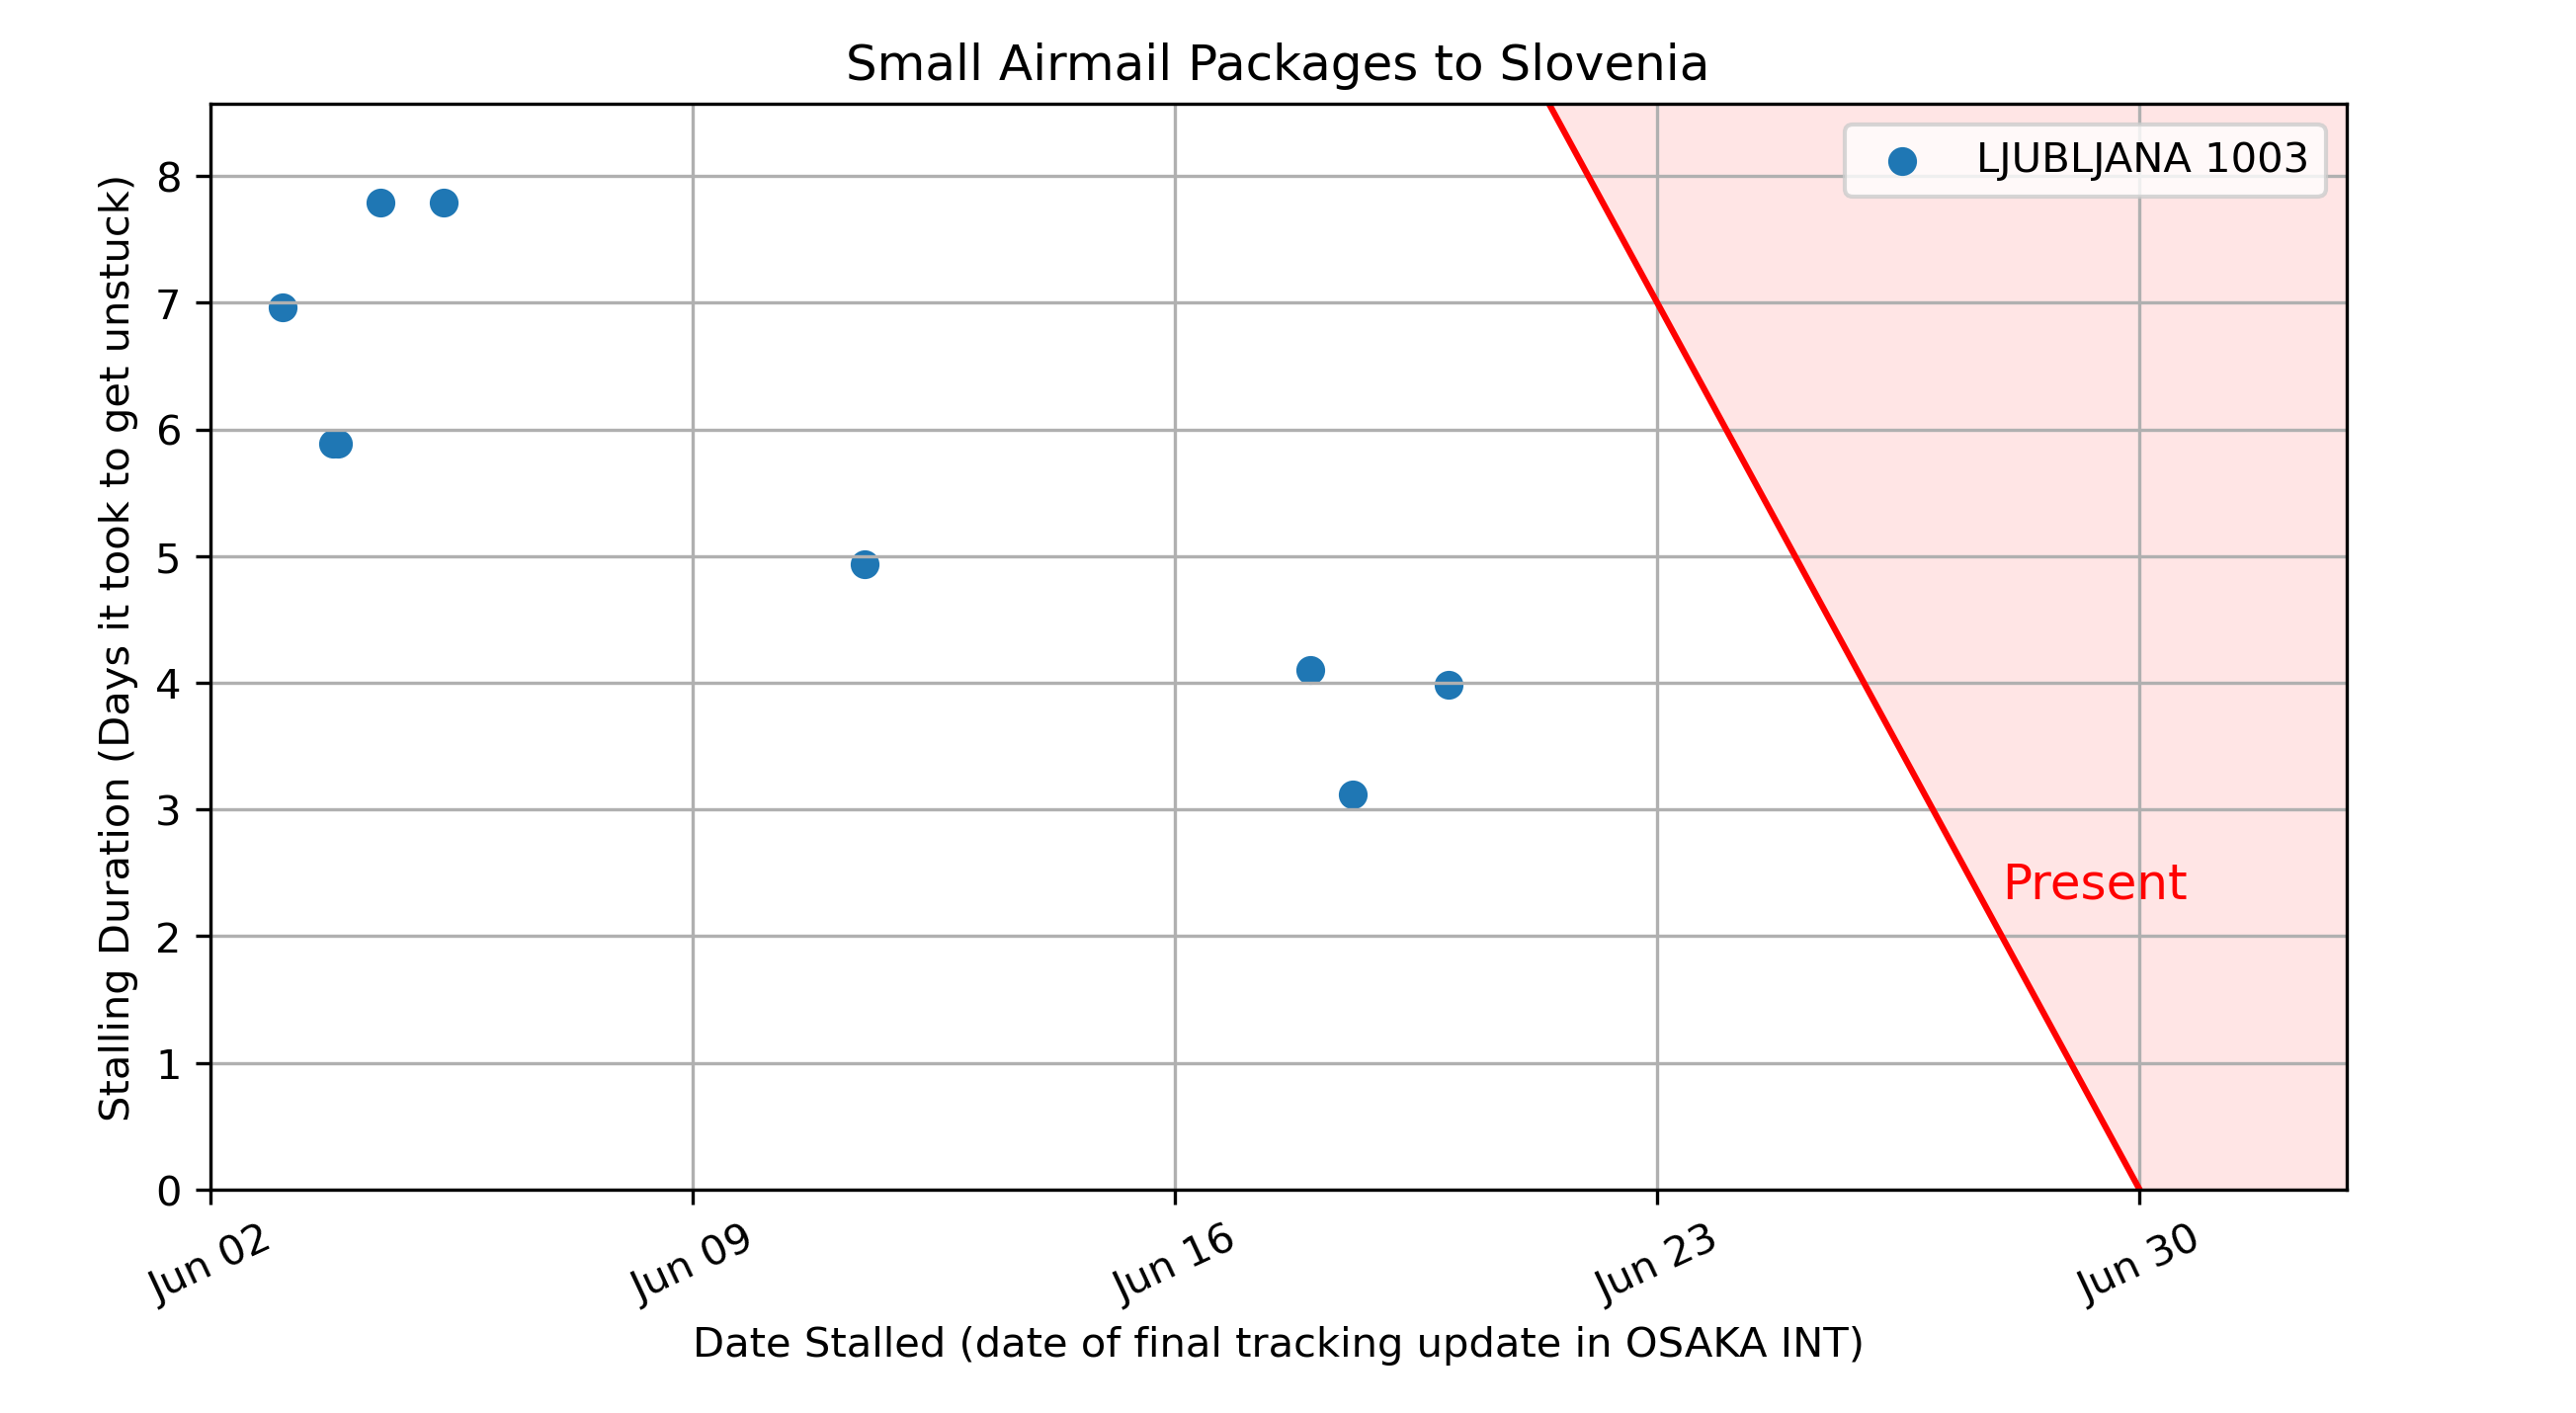 Small Airmail Packages to Slovenia
LJUBLJANA 1003
Stalling Duration (Days it took to get unstuck)
8
7
6
5
4
3
2
1
0
Present
Jun 02
Jun 09
Jun 16
Jun 23
Jun 30
Date Stalled (date of final tracking update in OSAKA INT)